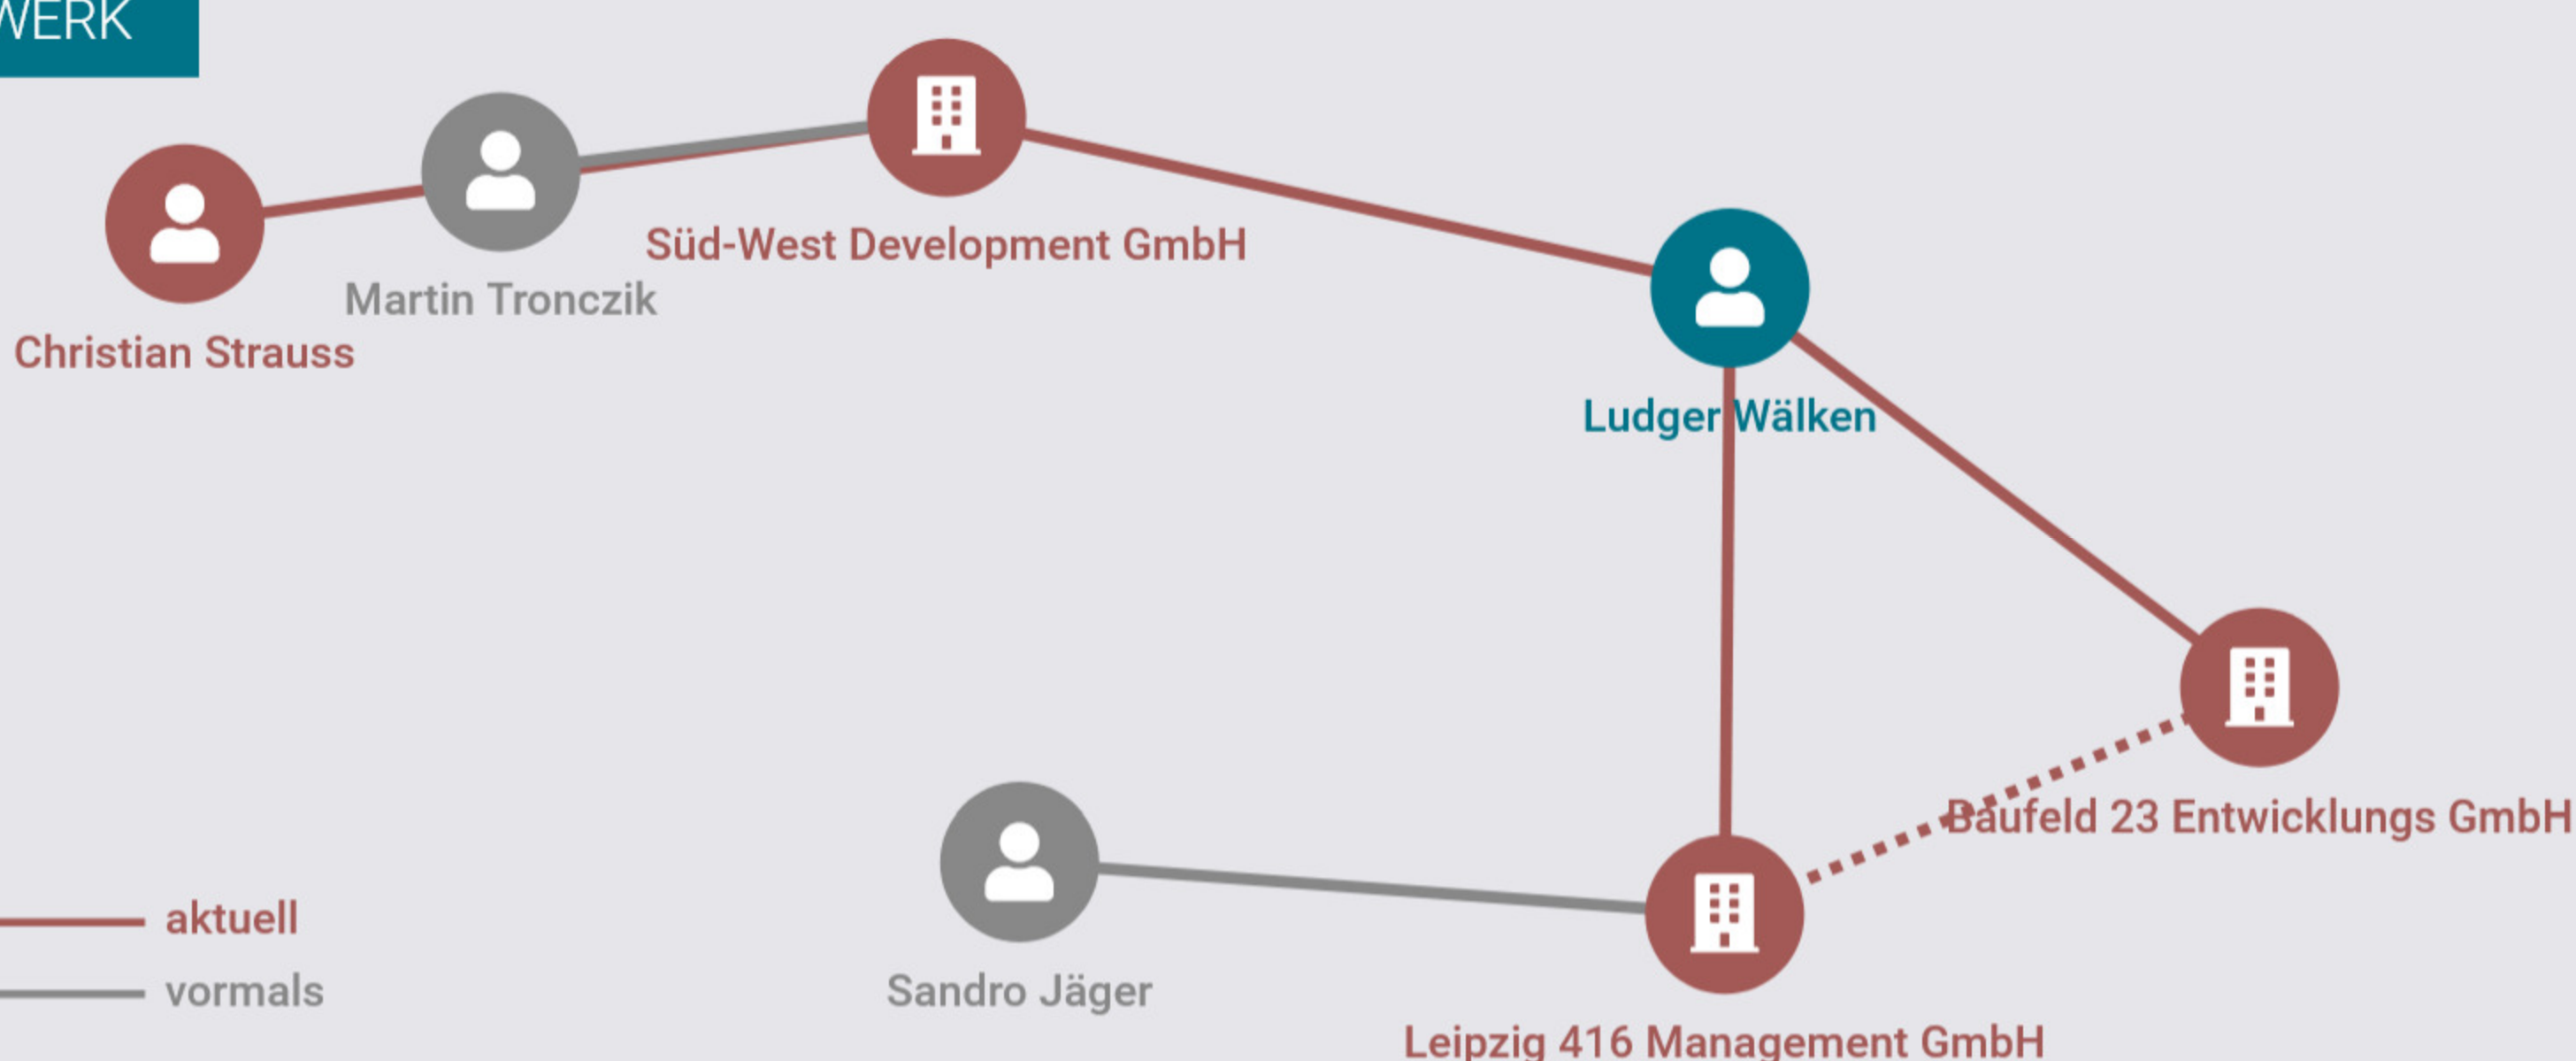 WERK
Süd-West Development GmbH
Martin Tronczik
Christian Strauss
Ludger Wälken
Baufeld 23 Entwicklungs GmbH
aktuell
vormals
Sandro Jäger
Leipzig 416 Management GmbH